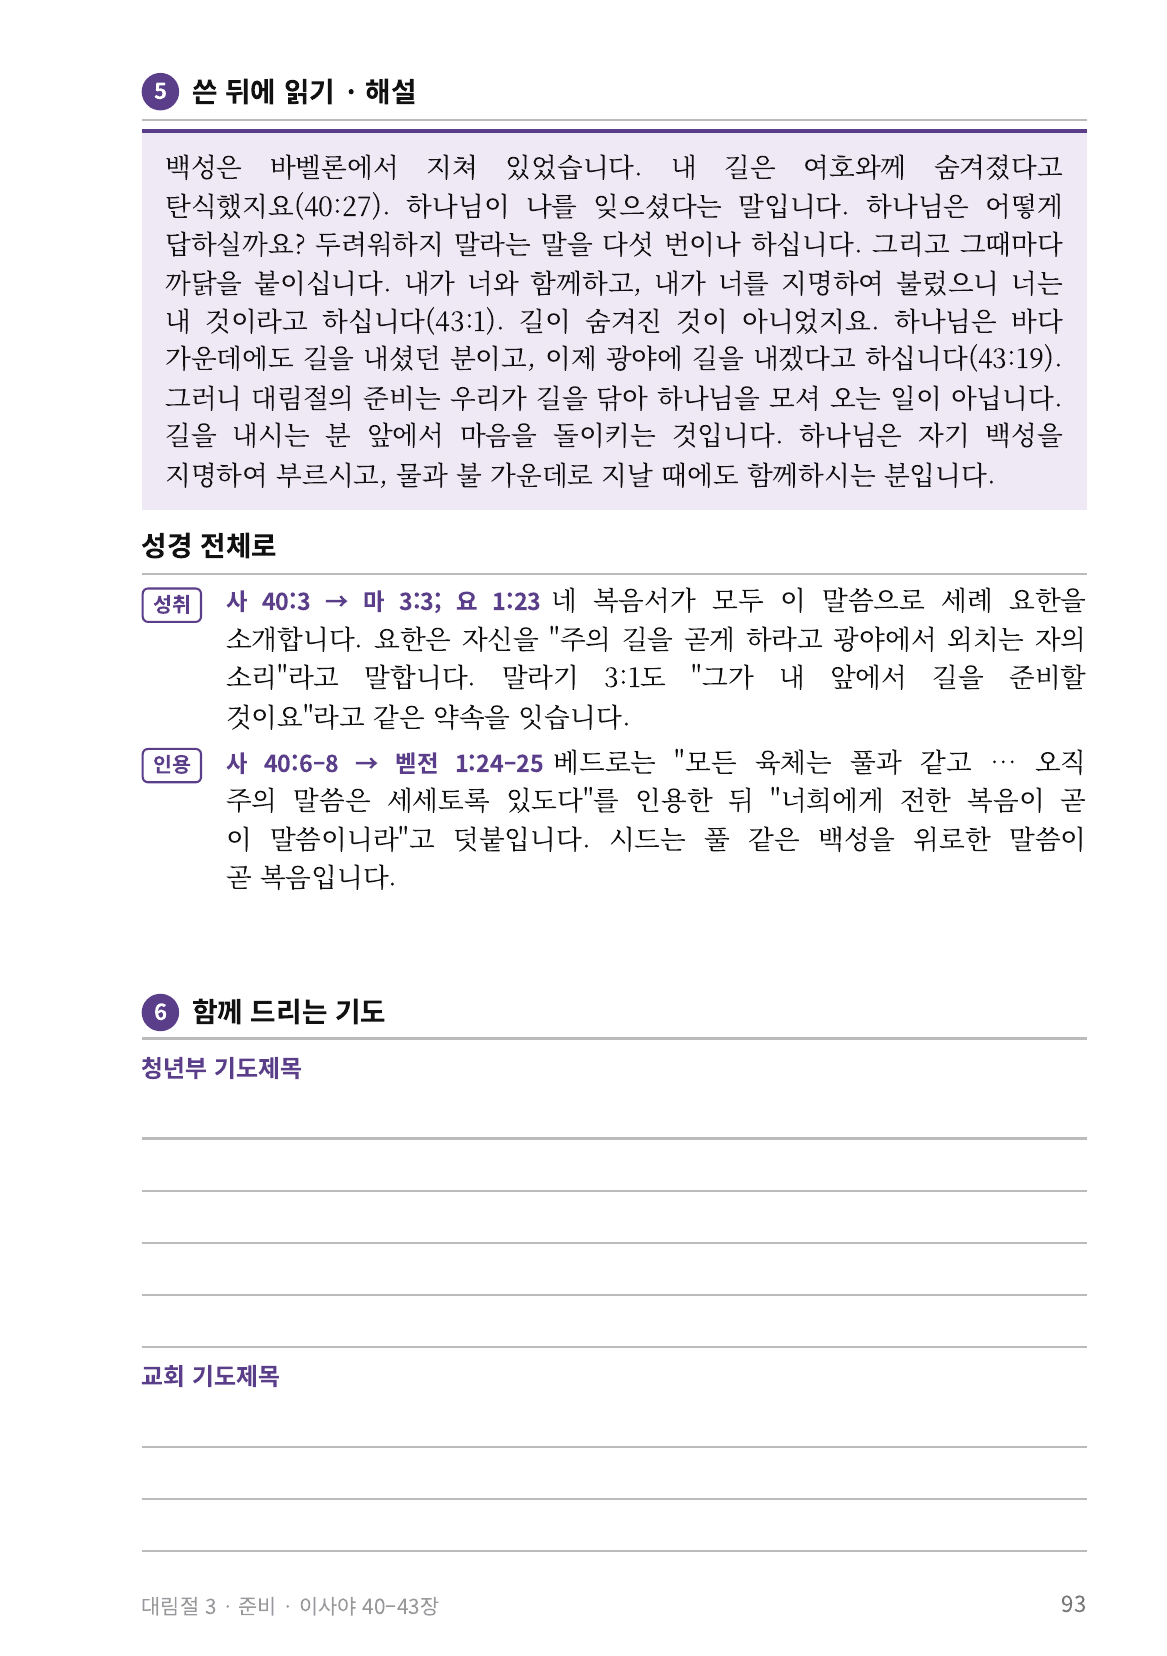 5 쓴 뒤에 읽기 · 해설
백성은 바벨론에서 지쳐 있었습니다. 내 길은 여호와께 숨겨졌다고
탄식했지요(40:27). 하나님이 나를 잊으셨다는 말입니다. 하나님은 어떻게
답하실까요? 두려워하지 말라는 말을 다섯 번이나 하십니다. 그리고 그때마다
까닭을 붙이십니다. 내가 너와 함께하고, 내가 너를 지명하여 불렀으니 너는
내 것이라고 하십니다(43:1). 길이 숨겨진 것이 아니었지요. 하나님은 바다
가운데에도 길을 내셨던 분이고, 이제 광야에 길을 내겠다고 하십니다(43:19).
그러니 대림절의 준비는 우리가 길을 닦아 하나님을 모셔 오는 일이 아닙니다.
길을 내시는 분 앞에서 마음을 돌이키는 것입니다. 하나님은 자기 백성을
지명하여 부르시고, 물과 불 가운데로 지날 때에도 함께하시는 분입니다.
성경 전체로
성취 사 40:3 → 마 3:3; 요 1:23 네 복음서가 모두 이 말씀으로 세례 요한을
소개합니다. 요한은 자신을 "주의 길을 곧게 하라고 광야에서 외치는 자의
소리"라고 말합니다. 말라기 3:1도 "그가 내 앞에서 길을 준비할
것이요"라고 같은 약속을 잇습니다.
인용 사 40:6–8 → 벧전 1:24–25 베드로는 "모든 육체는 풀과 같고 … 오직
주의 말씀은 세세토록 있도다"를 인용한 뒤 "너희에게 전한 복음이 곧
이 말씀이니라"고 덧붙입니다. 시드는 풀 같은 백성을 위로한 말씀이
곧 복음입니다.
6 함께 드리는 기도
청년부 기도제목
교회 기도제목
대림절 3 · 준비 · 이사야 40–43장
93